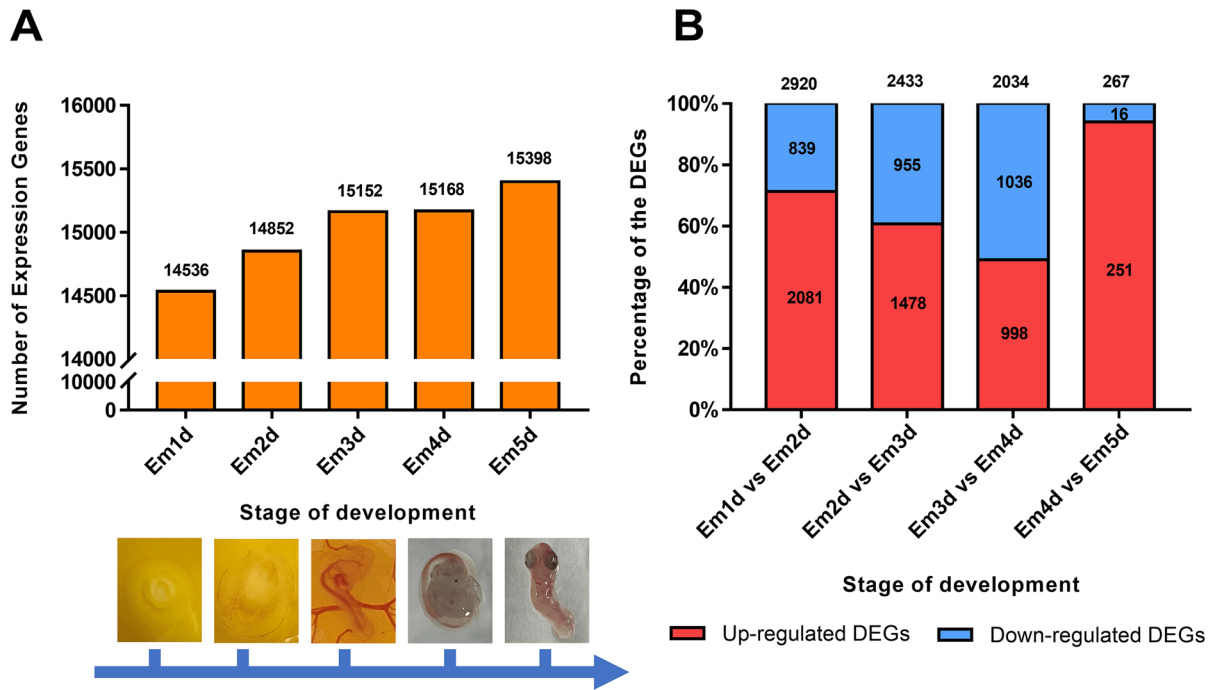 A
Number of Expression Genes
16000
15500
15000
14500
14000
10000
0
14536
14852
15152
15168
15398
Em1d
Em2d
Em3d
Em4d
Em5d
Stage of development
B
Percentage of the DEGs
100%
80%
60%
40%
20%
0%
2920
2433
2034
267
839
955
1036
16
2081
1478
998
251
Em1d vs Em2d
Em2d vs Em3d
Em3d vs Em4d
Em4d vs Em5d
Stage of development
Up-regulated DEGs
Down-regulated DEGs